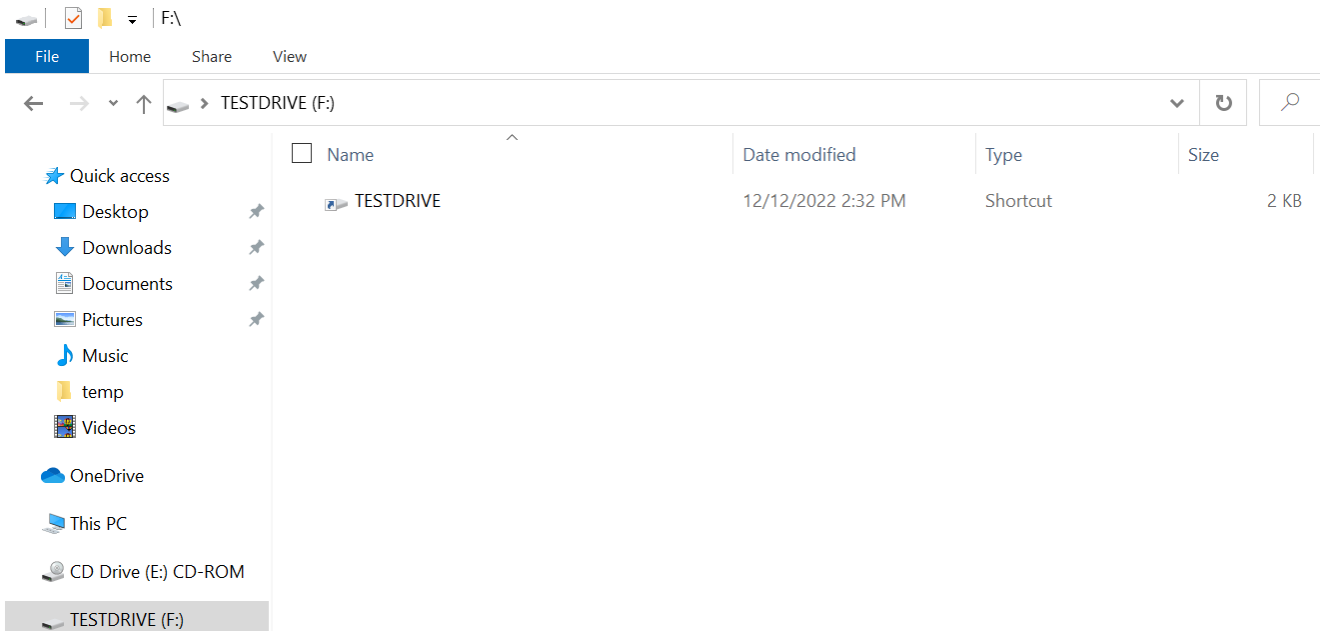 F:\
File Home Share View
TESTDRIVE (F:)
Name Date modified Type Size
TESTDRIVE 12/12/2022 2:32 PM Shortcut 2 KB
Quick access
Desktop
Downloads
Documents
Pictures
Music
temp
Videos
OneDrive
This PC
CD Drive (E:) CD-ROM
TESTDRIVE (F:)